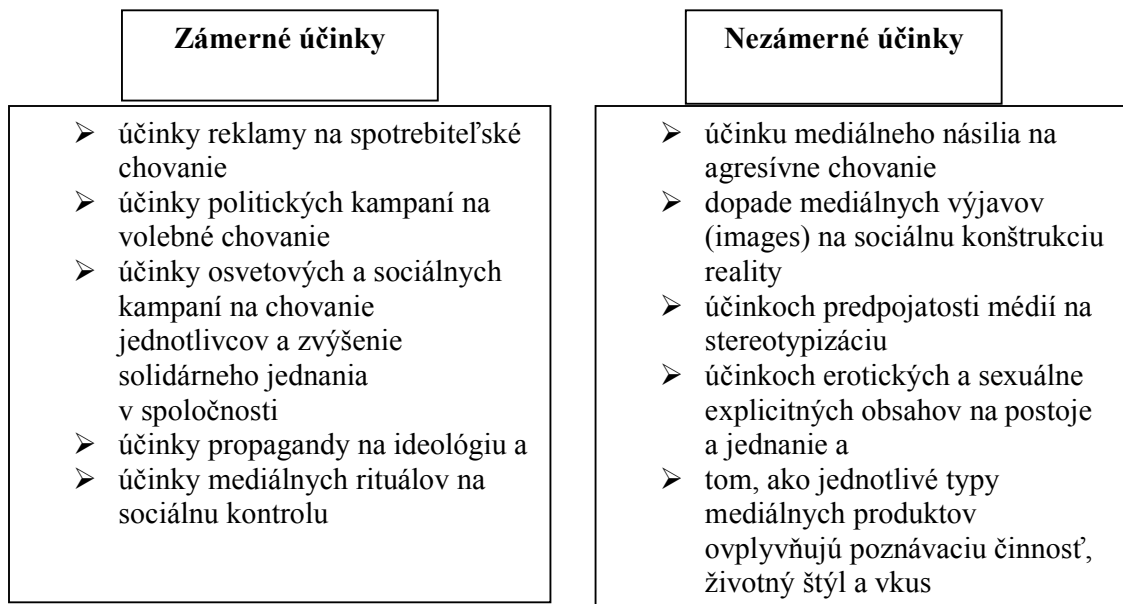 Zámerné účinky
➢ účinky reklamy na spotrebiteľské
chovanie
➢ účinky politických kampaní na
volebné chovanie
➢ účinky osvetových a sociálnych
kampaní na chovanie
jednotlivcov a zvýšenie
solidárneho jednania
v spoločnosti
➢ účinky propagandy na ideológiu a
➢ účinky mediálnych rituálov na
sociálnu kontrolu
Nezámerné účinky
➢ účinku mediálneho násilia na
agresívne chovanie
➢ dopade mediálnych výjavov
(images) na sociálnu konštrukciu
reality
➢ účinkoch predpojatosti médií na
stereotypizáciu
➢ účinkoch erotických a sexuálne
explicitných obsahov na postoje
a jednanie a
➢ tom, ako jednotlivé typy
mediálnych produktov
ovplyvňujú poznávaciu činnosť,
životný štýl a vkus